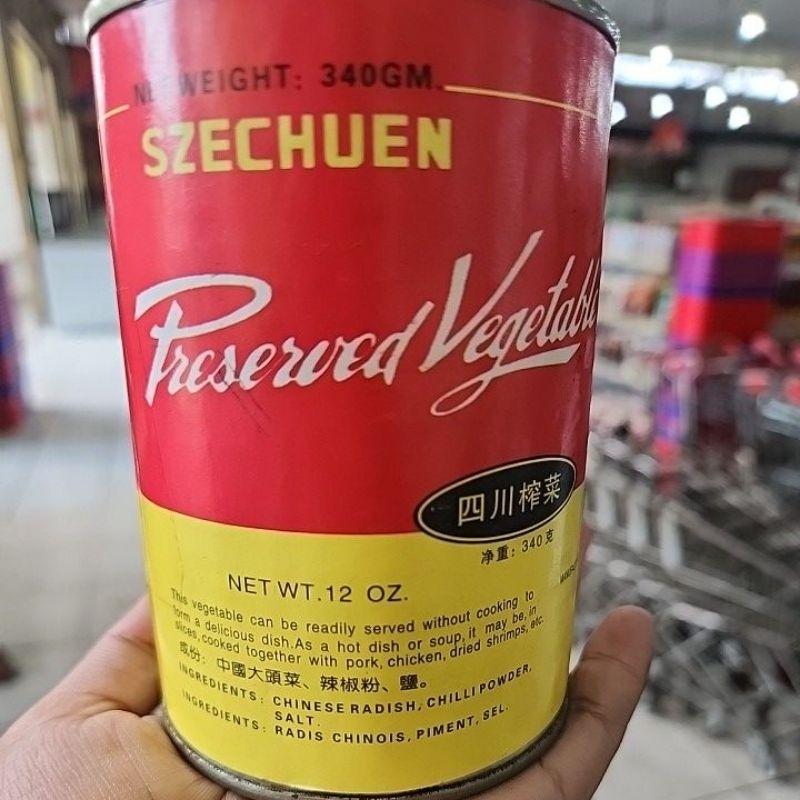 NET WEIGHT: 340GM.
SZECHUEN
Preserved Vegetable
四川榨菜
净重: 340克
NET WT. 12 OZ.
This vegetable can be readily served without cooking to
form a delicious dish. As a hot dish or soup, it may be, in
slices, cooked together with pork, chicken, dried shrimps, etc.
成份: 中國大頭菜、辣椒粉、鹽。
INGREDIENTS: CHINESE RADISH, CHILLI POWDER,
SALT.
INGREDIENTS: RADIS CHINOIS, PIMENT, SEL.